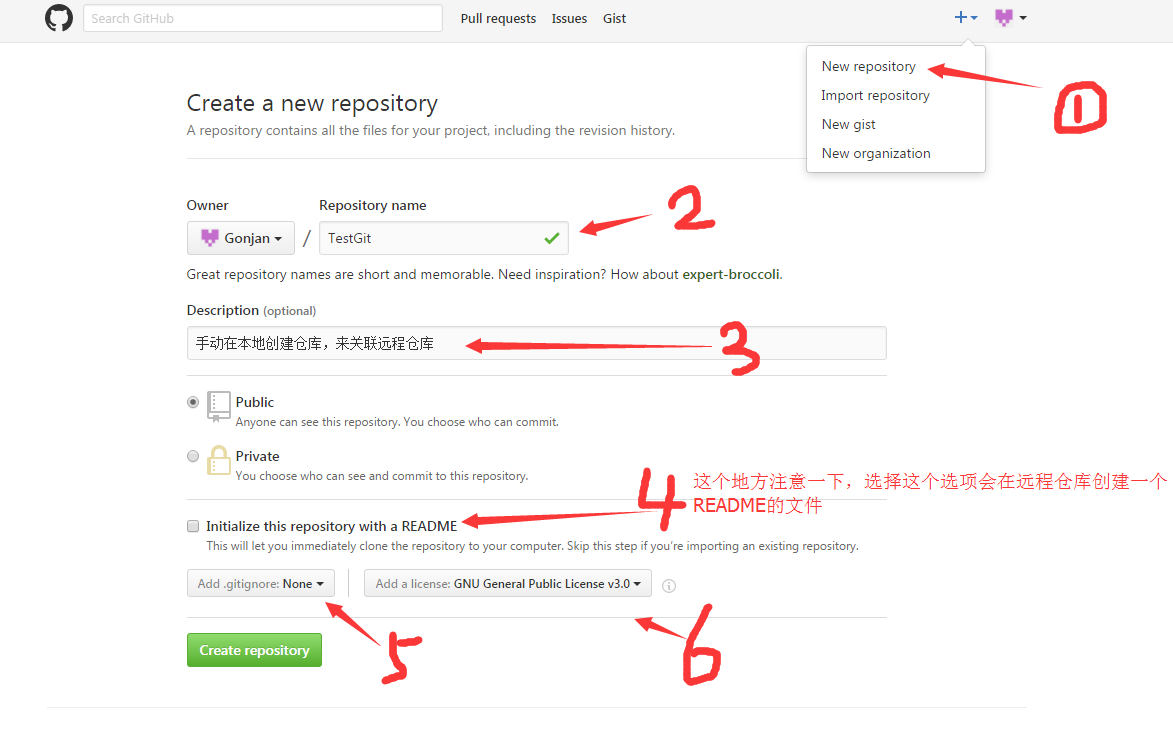 Search GitHub Pull requests Issues Gist
New repository
Import repository
New gist
New organization
1
Create a new repository
A repository contains all the files for your project, including the revision history.
Owner Repository name
2
Gonjan / TestGit
Great repository names are short and memorable. Need inspiration? How about expert-broccoli.
Description (optional)
手动在本地创建仓库，来关联远程仓库
3
Public
Anyone can see this repository. You choose who can commit.
Private
You choose who can see and commit to this repository.
4
这个地方注意一下，选择这个选项会在远程仓库创建一个
README的文件
Initialize this repository with a README
This will let you immediately clone the repository to your computer. Skip this step if you’re importing an existing repository.
Add .gitignore: None Add a license: GNU General Public License v3.0
5
6
Create repository